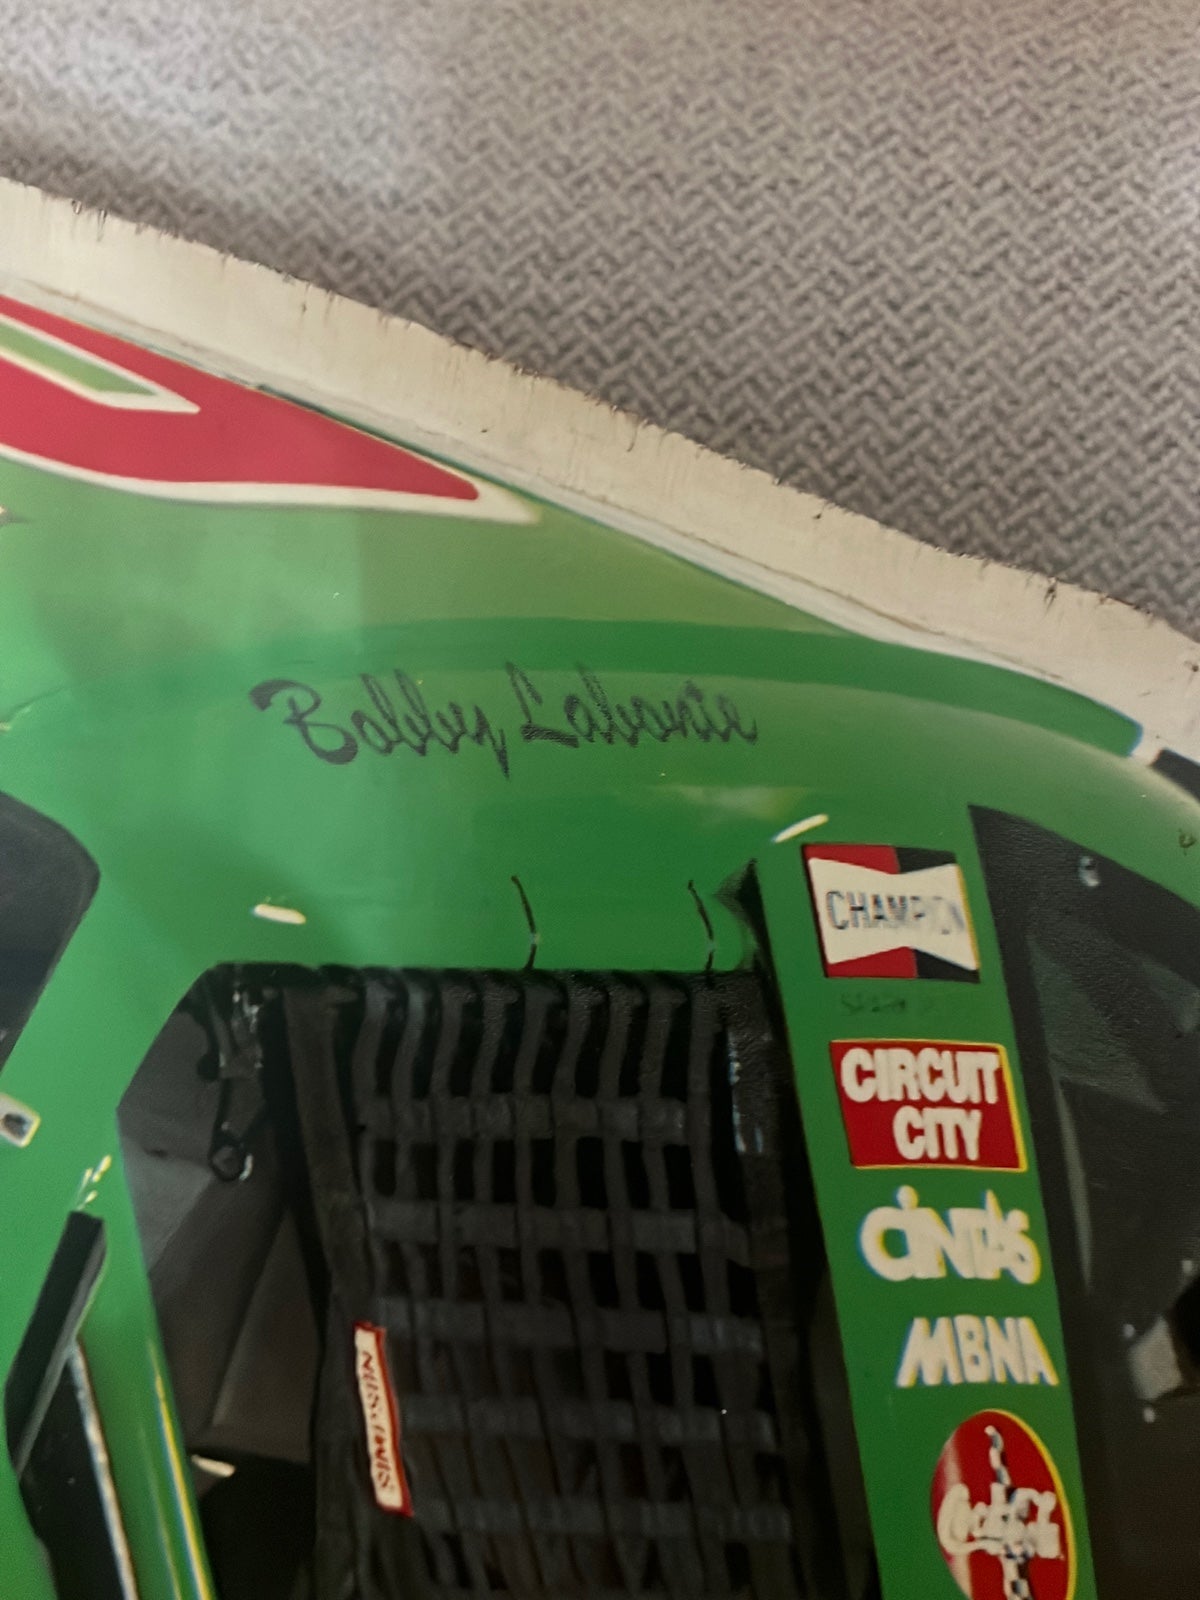 Bobby Labonte
CHAMPION
CIRCUIT
CITY
CINTAS
MBNA
Coca-Cola